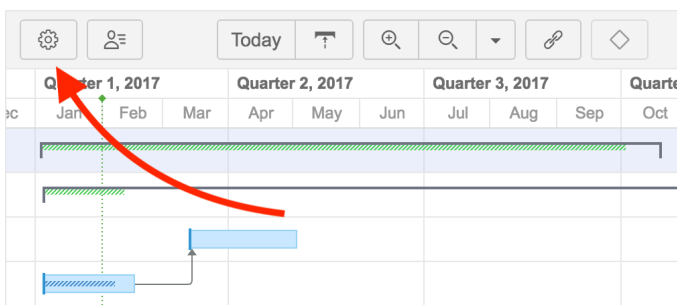 Today
Quarter 1, 2017 Quarter 2, 2017 Quarter 3, 2017 Quarte
ec Jan Feb Mar Apr May Jun Jul Aug Sep Oct